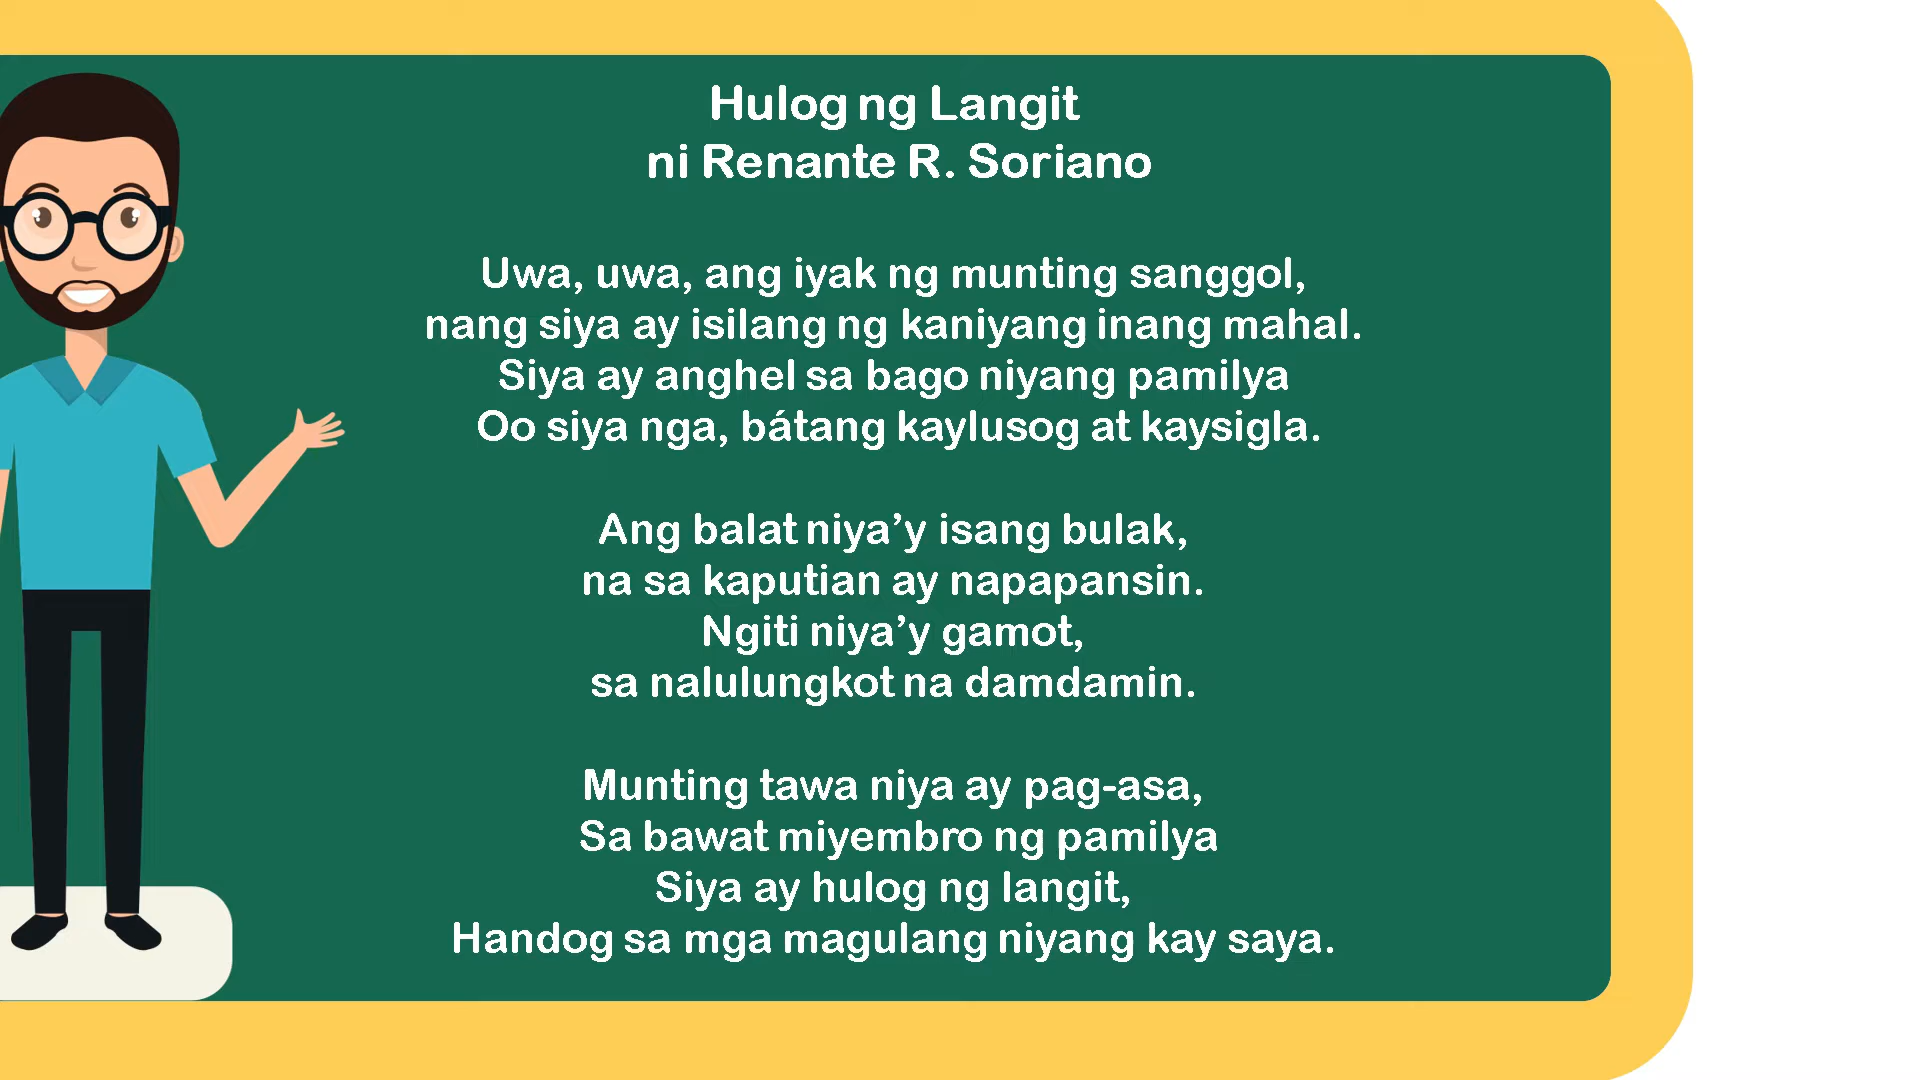 Hulog ng Langit
ni Renante R. Soriano
Uwa, uwa, ang iyak ng munting sanggol,
nang siya ay isilang ng kaniyang inang mahal.
Siya ay anghel sa bago niyang pamilya
Oo siya nga, bátang kaylusog at kaysigla.
Ang balat niya’y isang bulak,
na sa kaputian ay napapansin.
Ngiti niya’y gamot,
sa nalulungkot na damdamin.
Munting tawa niya ay pag-asa,
Sa bawat miyembro ng pamilya
Siya ay hulog ng langit,
Handog sa mga magulang niyang kay saya.